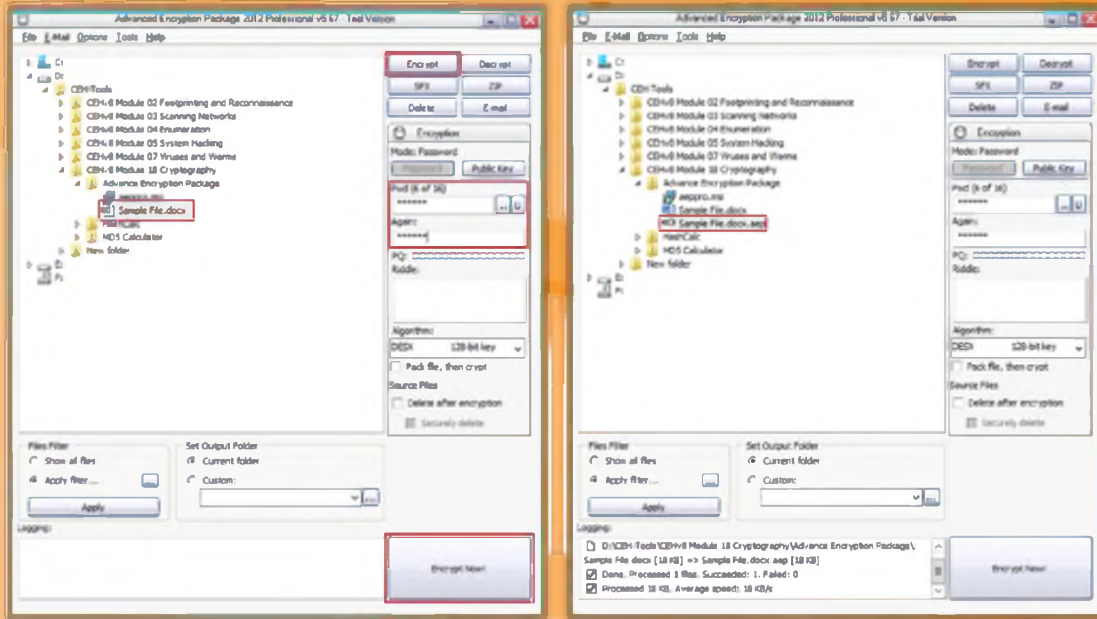 Advanced Encryption Package 2012 Professional v5.67 - Trial Version
File E-Mail Options Tools Help
C:
D:
CEH-Tools
CEHv8 Module 02 Footprinting and Reconnaissance
CEHv8 Module 03 Scanning Networks
CEHv8 Module 04 Enumeration
CEHv8 Module 05 System Hacking
CEHv8 Module 07 Viruses and Worms
CEHv8 Module 18 Cryptography
Advance Encryption Package
aeppro.msi
Sample File.docx
HashCalc
MD5 Calculator
New folder
E:
F:
Encrypt Decrypt
SFX ZIP
Delete E-mail
Encryption
Mode: Password
Password Public Key
Pwd (6 of 16)
******
Again:
******
PQ:
Riddle:
Algorithm:
DESX 128-bit key
Pack file, then crypt
Source Files
Delete after encryption
Securely delete
Files Filter
Show all files
Apply filter....
Apply
Set Output Folder
Current folder
Custom:
Logging:
Encrypt Now!
Advanced Encryption Package 2012 Professional v5.67 - Trial Version
File E-Mail Options Tools Help
C:
D:
CEH-Tools
CEHv8 Module 02 Footprinting and Reconnaissance
CEHv8 Module 03 Scanning Networks
CEHv8 Module 04 Enumeration
CEHv8 Module 05 System Hacking
CEHv8 Module 07 Viruses and Worms
CEHv8 Module 18 Cryptography
Advance Encryption Package
aeppro.msi
Sample File.docx
Sample File.docx.aep
HashCalc
MD5 Calculator
New folder
E:
F:
Encrypt Decrypt
SFX ZIP
Delete E-mail
Encryption
Mode: Password
Password Public Key
Pwd (6 of 16)
******
Again:
******
PQ:
Riddle:
Algorithm:
DESX 128-bit key
Pack file, then crypt
Source Files
Delete after encryption
Securely delete
Files Filter
Show all files
Apply filter....
Apply
Set Output Folder
Current folder
Custom:
Logging:
D:\CEH-Tools\CEHv8 Module 18 Cryptography\Advance Encryption Package\
Sample File.docx [18 KB] => Sample File.docx.aep [18 KB]
Done. Processed 1 files. Succeeded: 1. Failed: 0
Processed 18 KB. Average speed: 18 KB/s
Encrypt Now!